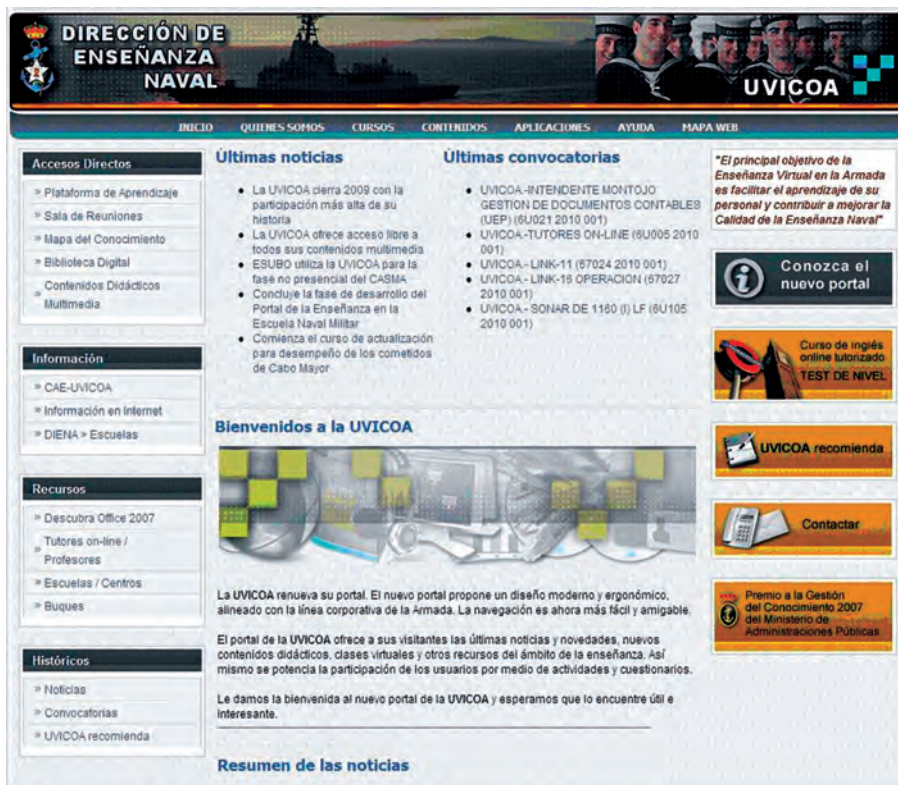 DIRECCIÓN DE
ENSEÑANZA
NAVAL
UVICOA
INICIO QUIENES SOMOS CURSOS CONTENIDOS APLICACIONES AYUDA MAPA WEB
Accesos Directos
» Plataforma de Aprendizaje
» Sala de Reuniones
» Mapa del Conocimiento
» Biblioteca Digital
» Contenidos Didácticos
Multimedia
Información
» CAE-UVICOA
» Información en Internet
» DIENA > Escuelas
Recursos
» Descubra Office 2007
» Tutores on-line /
Profesores
» Escuelas / Centros
» Buques
Históricos
» Noticias
» Convocatorias
» UVICOA recomienda
Últimas noticias
• La UVICOA cierra 2009 con la
participación más alta de su
historia
• La UVICOA ofrece acceso libre a
todos sus contenidos multimedia
• ESUBO utiliza la UVICOA para la
fase no presencial del CASMA
• Concluye la fase de desarrollo del
Portal de la Enseñanza en la
Escuela Naval Militar
• Comienza el curso de actualización
para desempeño de los cometidos
de Cabo Mayor
Últimas convocatorias
• UVICOA-INTENDENTE MONTOJO
GESTION DE DOCUMENTOS CONTABLES
(UEP) (6U021 2010 001)
• UVICOA-TUTORES ON-LINE (6U005 2010
001)
• UVICOA - LINK-11 (67024 2010 001)
• UVICOA - LINK-16 OPERACION (67027
2010 001)
• UVICOA - SONAR DE 1160 (I) LF (6U105
2010 001)
Bienvenidos a la UVICOA
La UVICOA renueva su portal. El nuevo portal propone un diseño moderno y ergonómico,
alineado con la línea corporativa de la Armada. La navegación es ahora más fácil y amigable.
El portal de la UVICOA ofrece a sus visitantes las últimas noticias y novedades, nuevos
contenidos didácticos, clases virtuales y otros recursos del ámbito de la enseñanza. Así
mismo se potencia la participación de los usuarios por medio de actividades y cuestionarios.
Le damos la bienvenida al nuevo portal de la UVICOA y esperamos que lo encuentre útil e
interesante.
Resumen de las noticias
"El principal objetivo de la
Enseñanza Virtual en la Armada
es facilitar el aprendizaje de su
personal y contribuir a mejorar la
Calidad de la Enseñanza Naval"
Conozca el
nuevo portal
Curso de inglés
online tutorizado
TEST DE NIVEL
UVICOA recomienda
Contactar
Premio a la Gestión
del Conocimiento 2007
del Ministerio de
Administraciones Públicas